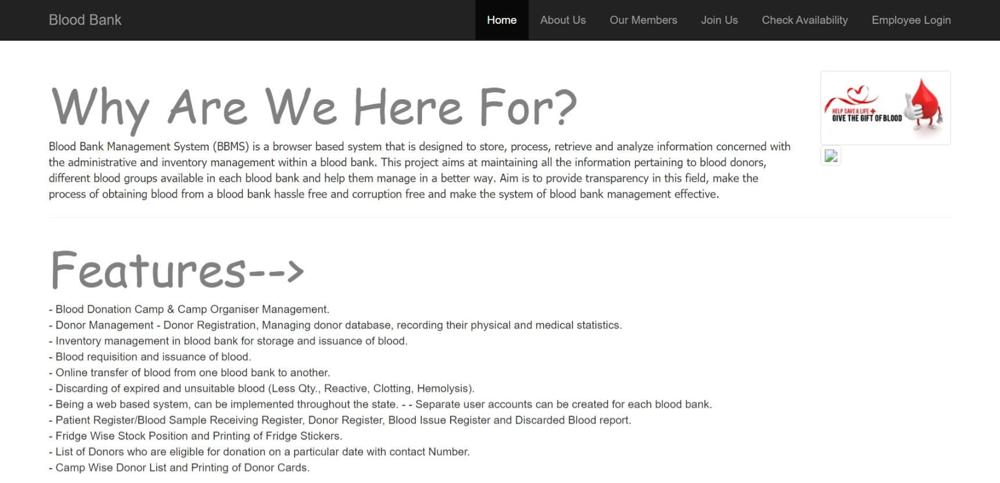 Blood Bank
Home
About Us
Our Members
Join Us
Check Availability
Employee Login
Why Are We Here For?
Blood Bank Management System (BBMS) is a browser based system that is designed to store, process, retrieve and analyze information concerned with
the administrative and inventory management within a blood bank. This project aims at maintaining all the information pertaining to blood donors,
different blood groups available in each blood bank and help them manage in a better way. Aim is to provide transparency in this field, make the
process of obtaining blood from a blood bank hassle free and corruption free and make the system of blood bank management effective.
HELP SAVE A LIFE +
GIVE THE GIFT OF BLOOD
Features-->
- Blood Donation Camp & Camp Organiser Management.
- Donor Management - Donor Registration, Managing donor database, recording their physical and medical statistics.
- Inventory management in blood bank for storage and issuance of blood.
- Blood requisition and issuance of blood.
- Online transfer of blood from one blood bank to another.
- Discarding of expired and unsuitable blood (Less Qty., Reactive, Clotting, Hemolysis).
- Being a web based system, can be implemented throughout the state. - - Separate user accounts can be created for each blood bank.
- Patient Register/Blood Sample Receiving Register, Donor Register, Blood Issue Register and Discarded Blood report.
- Fridge Wise Stock Position and Printing of Fridge Stickers.
- List of Donors who are eligible for donation on a particular date with contact Number.
- Camp Wise Donor List and Printing of Donor Cards.